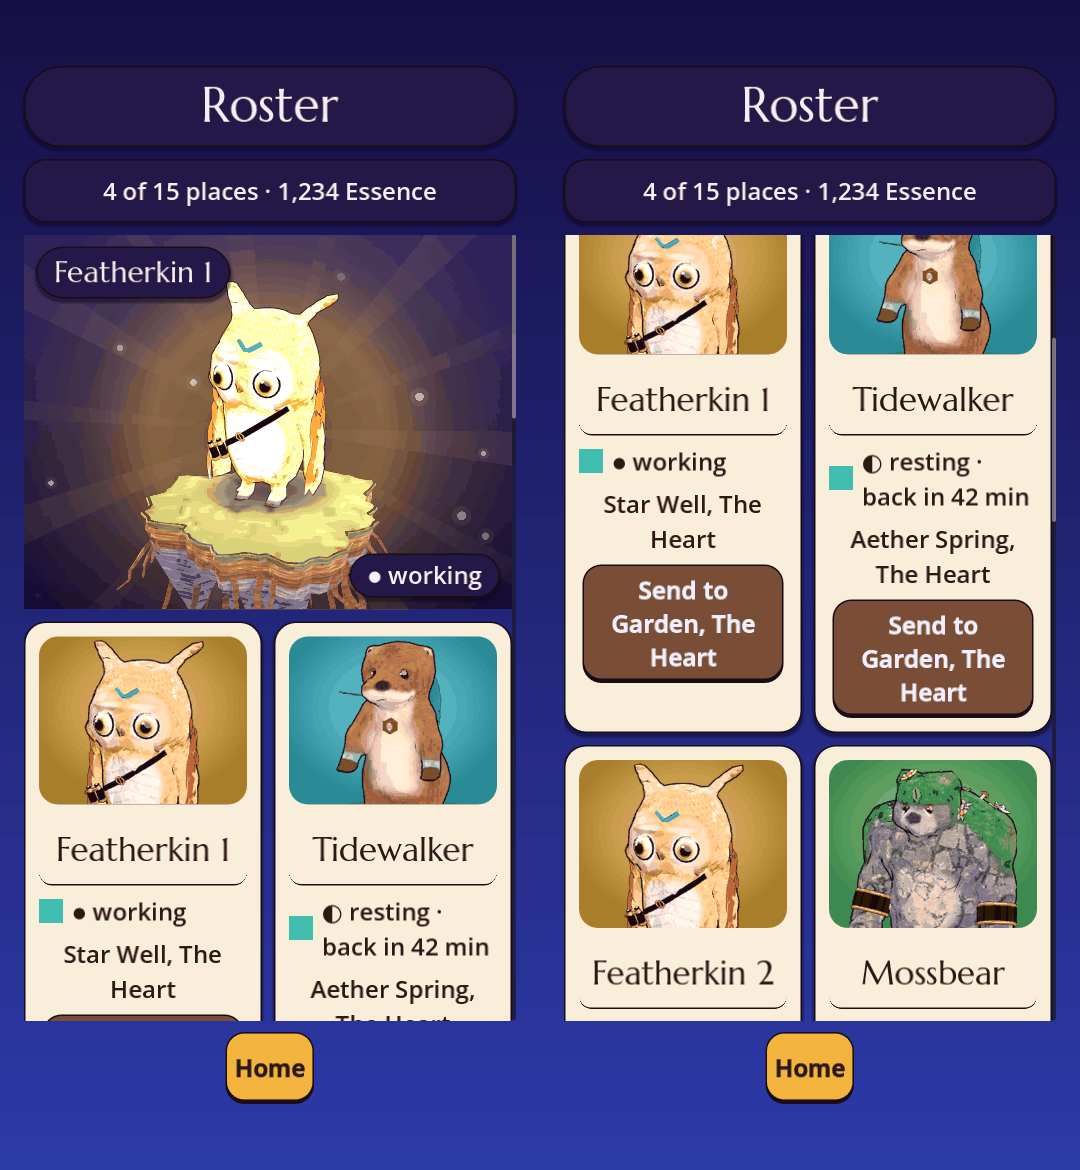 Roster
4 of 15 places · 1,234 Essence
Featherkin 1
● working
Featherkin 1
● working
Star Well, The
Heart
Tidewalker
◐ resting ·
back in 42 min
Aether Spring,
The Heart
Home
Roster
4 of 15 places · 1,234 Essence
Featherkin 1
● working
Star Well, The
Heart
Send to
Garden, The
Heart
Tidewalker
◐ resting ·
back in 42 min
Aether Spring,
The Heart
Send to
Garden, The
Heart
Featherkin 2
Mossbear
Home